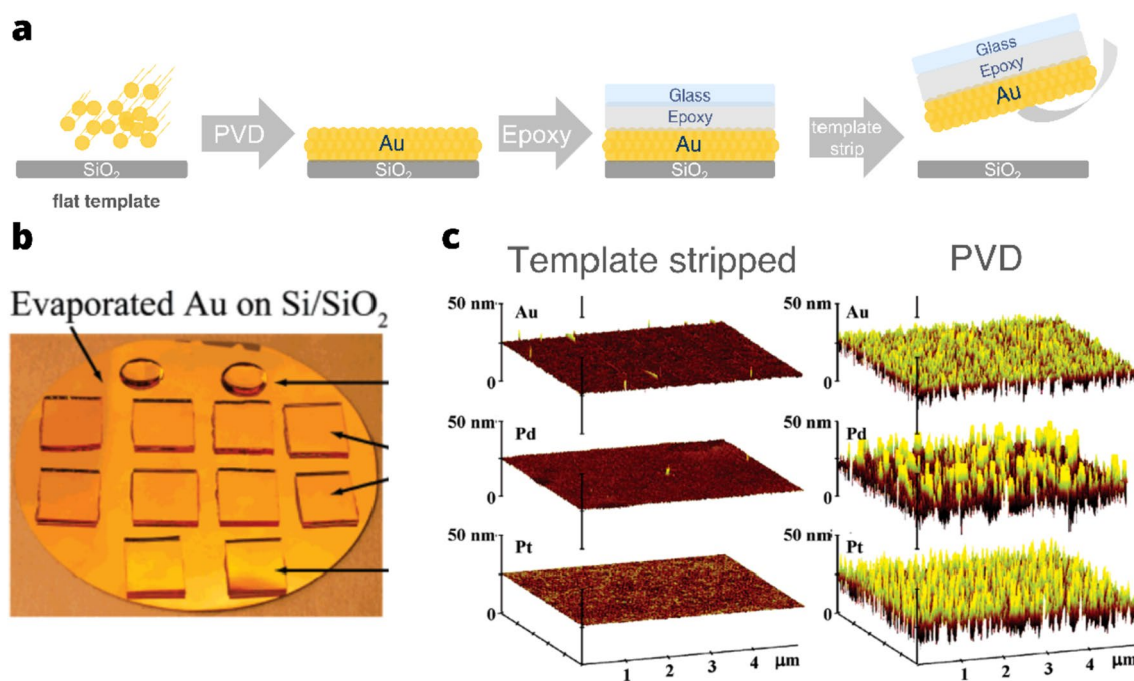 a
PVD
Au
SiO₂
Epoxy
Glass
Epoxy
Au
SiO₂
template
strip
Glass
Epoxy
Au
SiO₂
SiO₂
flat template
b
Evaporated Au on Si/SiO₂
c
Template stripped
PVD
50 nm
Au
0
50 nm
Pd
0
50 nm
Pt
0
1 2 3 4 μm
50 nm
Au
0
50 nm
Pd
0
50 nm
Pt
0
1 2 3 4 μm